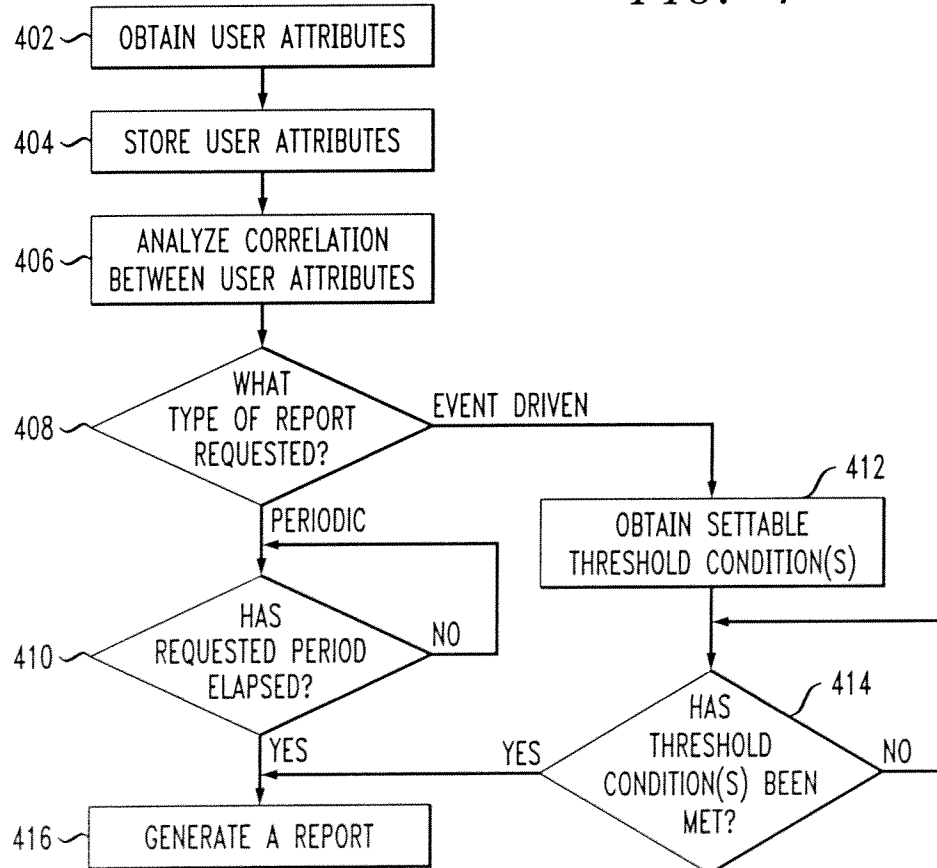 402
OBTAIN USER ATTRIBUTES
404
STORE USER ATTRIBUTES
406
ANALYZE CORRELATION
BETWEEN USER ATTRIBUTES
408
WHAT
TYPE OF REPORT
REQUESTED?
EVENT DRIVEN
PERIODIC
412
OBTAIN SETTABLE
THRESHOLD CONDITION(S)
410
HAS
REQUESTED PERIOD
ELAPSED?
NO
YES
414
HAS
THRESHOLD
CONDITION(S) BEEN
MET?
YES
NO
416
GENERATE A REPORT